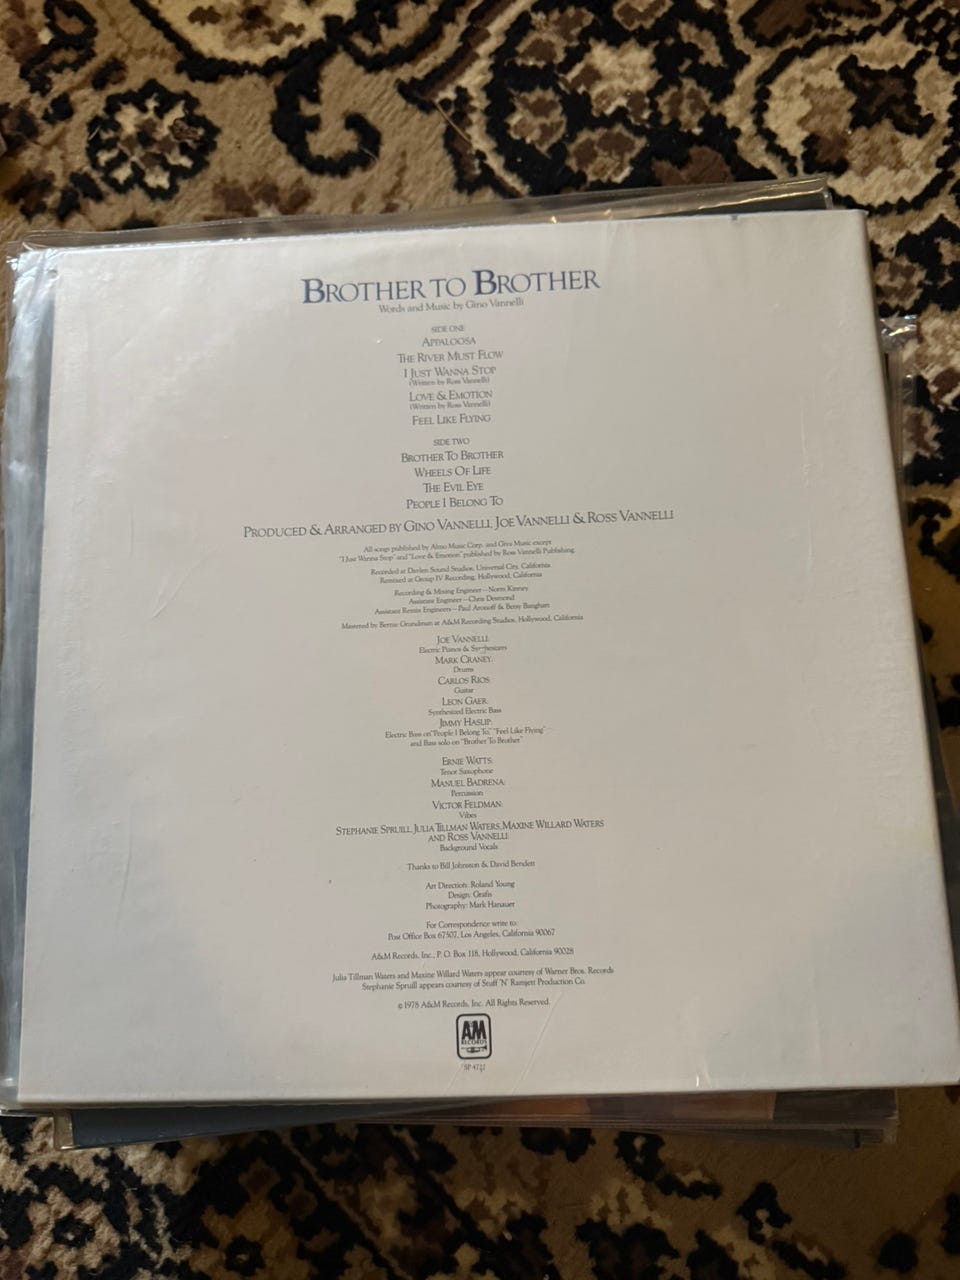 BROTHER TO BROTHER
Words and Music by Gino Vannelli
SIDE ONE
APPALOOSA
THE RIVER MUST FLOW
I JUST WANNA STOP
(Written by Ross Vannelli)
LOVE & EMOTION
(Written by Ross Vannelli)
FEEL LIKE FLYING
SIDE TWO
BROTHER TO BROTHER
WHEELS OF LIFE
THE EVIL EYE
PEOPLE I BELONG TO
PRODUCED & ARRANGED BY GINO VANNELLI, JOE VANNELLI & ROSS VANNELLI
All songs published by Almo Music Corp. and Giva Music except
"I Just Wanna Stop" and "Love & Emotion" published by Ross Vannelli Publishing.
Recorded at Davlen Sound Studios, Universal City, California
Remixed at Group IV Recording, Hollywood, California
Recording & Mixing Engineer—Norm Kinney
Assistant Engineer—Chris Desmond
Assistant Remix Engineers—Paul Aronoff & Betsy Banghart
Mastered by Bernie Grundman at A&M Recording Studios, Hollywood, California
JOE VANNELLI:
Electric Pianos & Synthesizers
MARK CRANEY:
Drums
CARLOS RIOS:
Guitar
LEON GAER:
Synthesized Electric Bass
JIMMY HASLIP:
Electric Bass on "People I Belong To," "Feel Like Flying"
and Bass solo on "Brother To Brother"
ERNIE WATTS:
Tenor Saxophone
MANUEL BADRENA:
Percussion
VICTOR FELDMAN:
Vibes
STEPHANIE SPRUILL, JULIA TILLMAN WATERS, MAXINE WILLARD WATERS
AND ROSS VANNELLI:
Background Vocals
Thanks to Bill Johnston & David Bendett
Art Direction: Roland Young
Design: Grafis
Photography: Mark Hanauer
For Correspondence write to:
Post Office Box 67507, Los Angeles, California 90067
A&M Records, Inc., P. O. Box 118, Hollywood, California 90028
Julia Tillman Waters and Maxine Willard Waters appear courtesy of Warner Bros. Records
Stephanie Spruill appears courtesy of Stuff 'N' Ramjett Production Co.
©1978 A&M Records, Inc. All Rights Reserved.
A&M
RECORDS
SP 4722